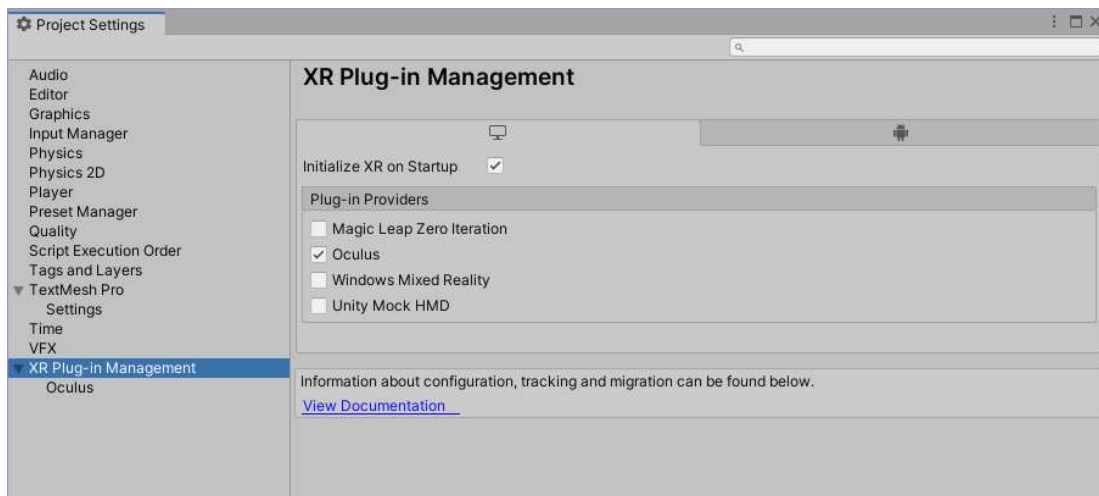 Project Settings
Audio
Editor
Graphics
Input Manager
Physics
Physics 2D
Player
Preset Manager
Quality
Script Execution Order
Tags and Layers
TextMesh Pro
Settings
Time
VFX
XR Plug-in Management
Oculus
XR Plug-in Management
Initialize XR on Startup
Plug-in Providers
Magic Leap Zero Iteration
Oculus
Windows Mixed Reality
Unity Mock HMD
Information about configuration, tracking and migration can be found below.
View Documentation